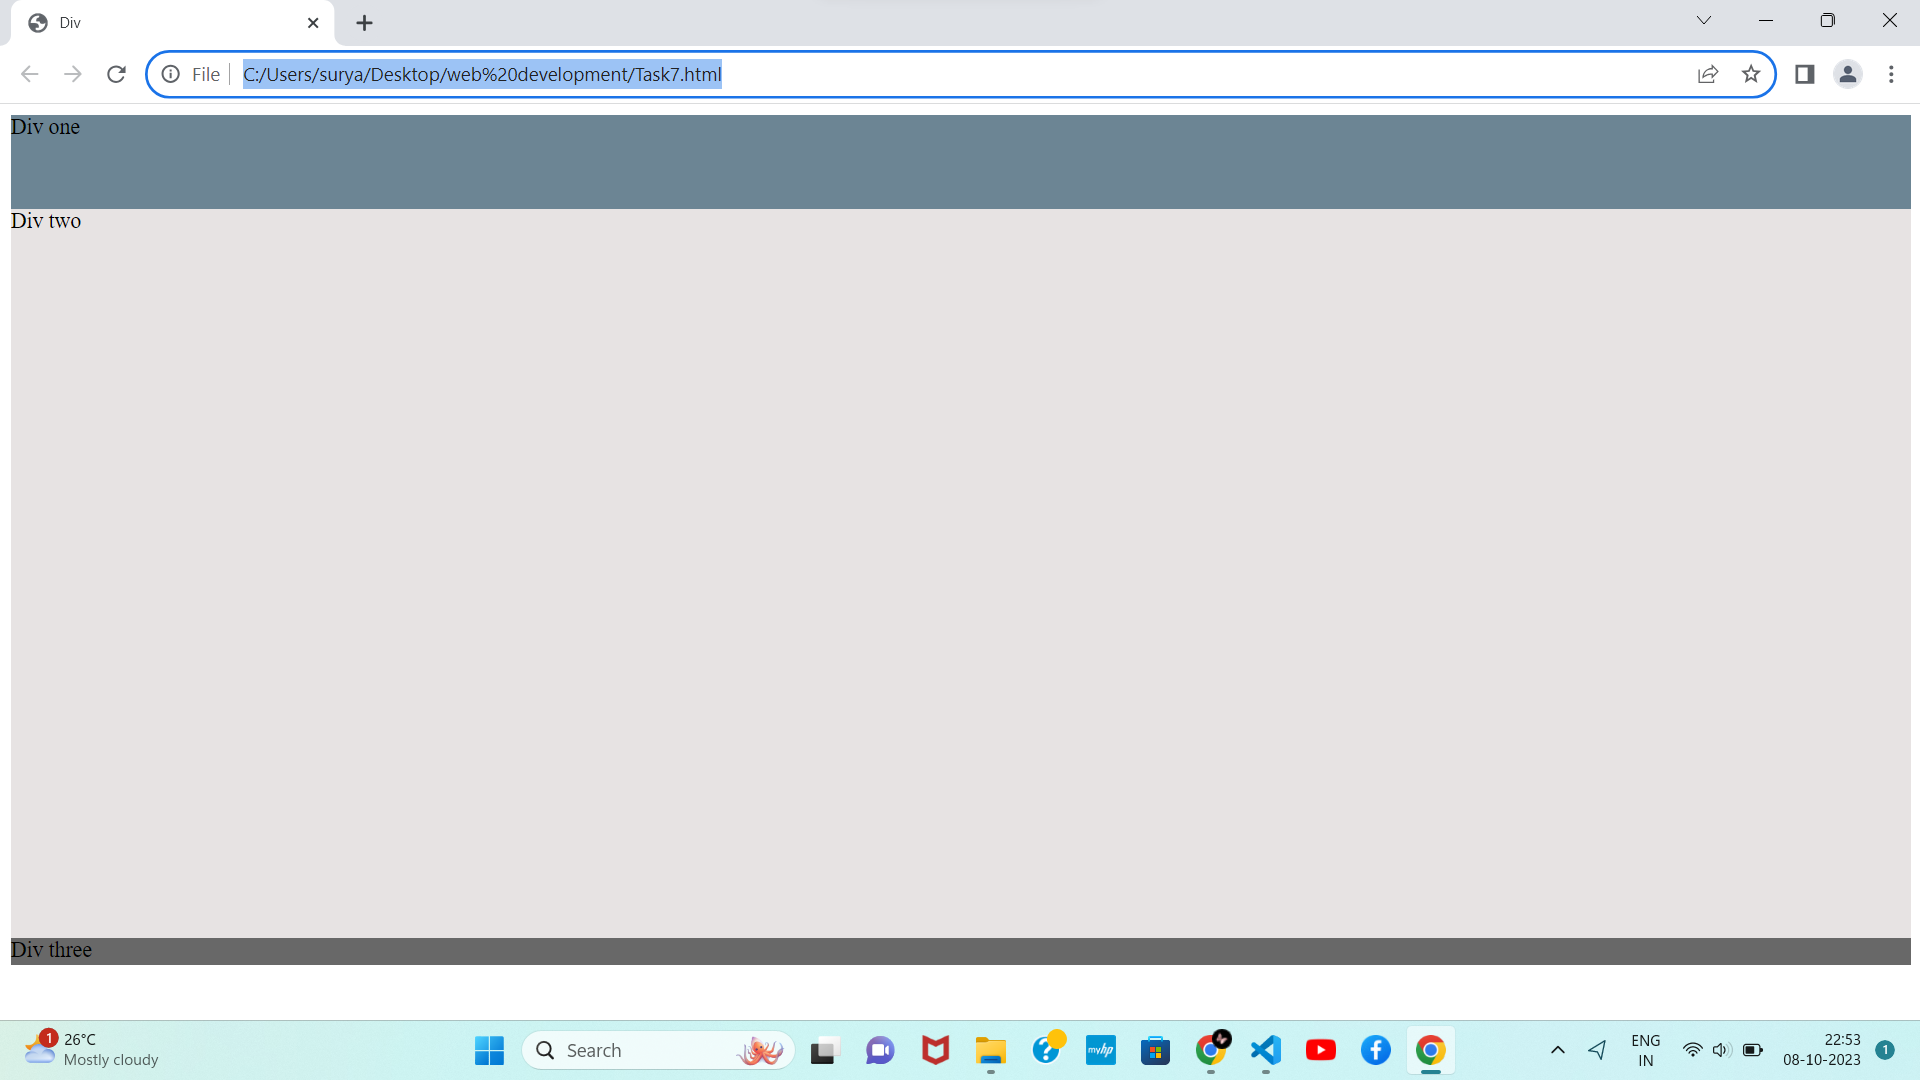 Div
File
C:/Users/surya/Desktop/web%20development/Task7.html
Div one
Div two
Div three
1
26°C
Mostly cloudy
Search
?
myhp
ENG
IN
22:53
08-10-2023
1